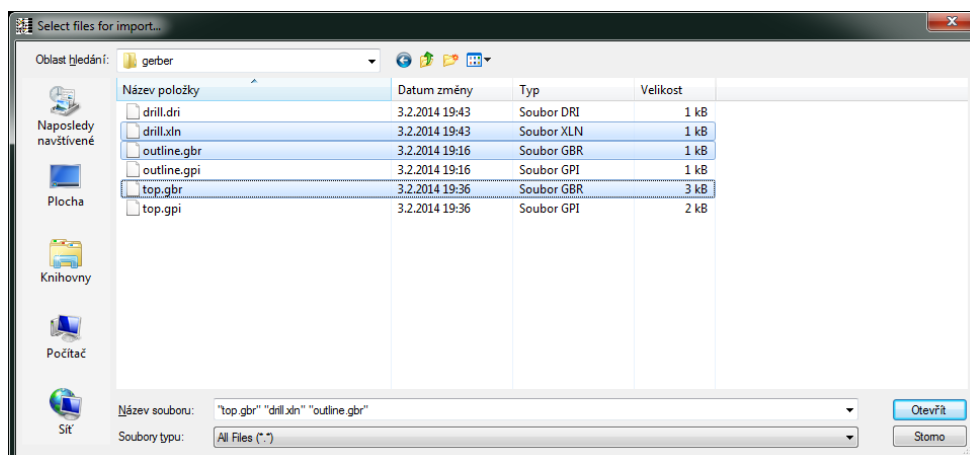 Select files for import...
Oblast hledání: gerber
Název položky Datum změny Typ Velikost
drill.dri 3.2.2014 19:43 Soubor DRI 1 kB
drill.xln 3.2.2014 19:43 Soubor XLN 1 kB
outline.gbr 3.2.2014 19:16 Soubor GBR 1 kB
outline.gpi 3.2.2014 19:16 Soubor GPI 1 kB
top.gbr 3.2.2014 19:36 Soubor GBR 3 kB
top.gpi 3.2.2014 19:36 Soubor GPI 2 kB
Naposledy
navštívené
Plocha
Knihovny
Počítač
Síť
Název souboru: "top.gbr" "drill.xln" "outline.gbr" Otevřít
Soubory typu: All Files (*.*) Storno